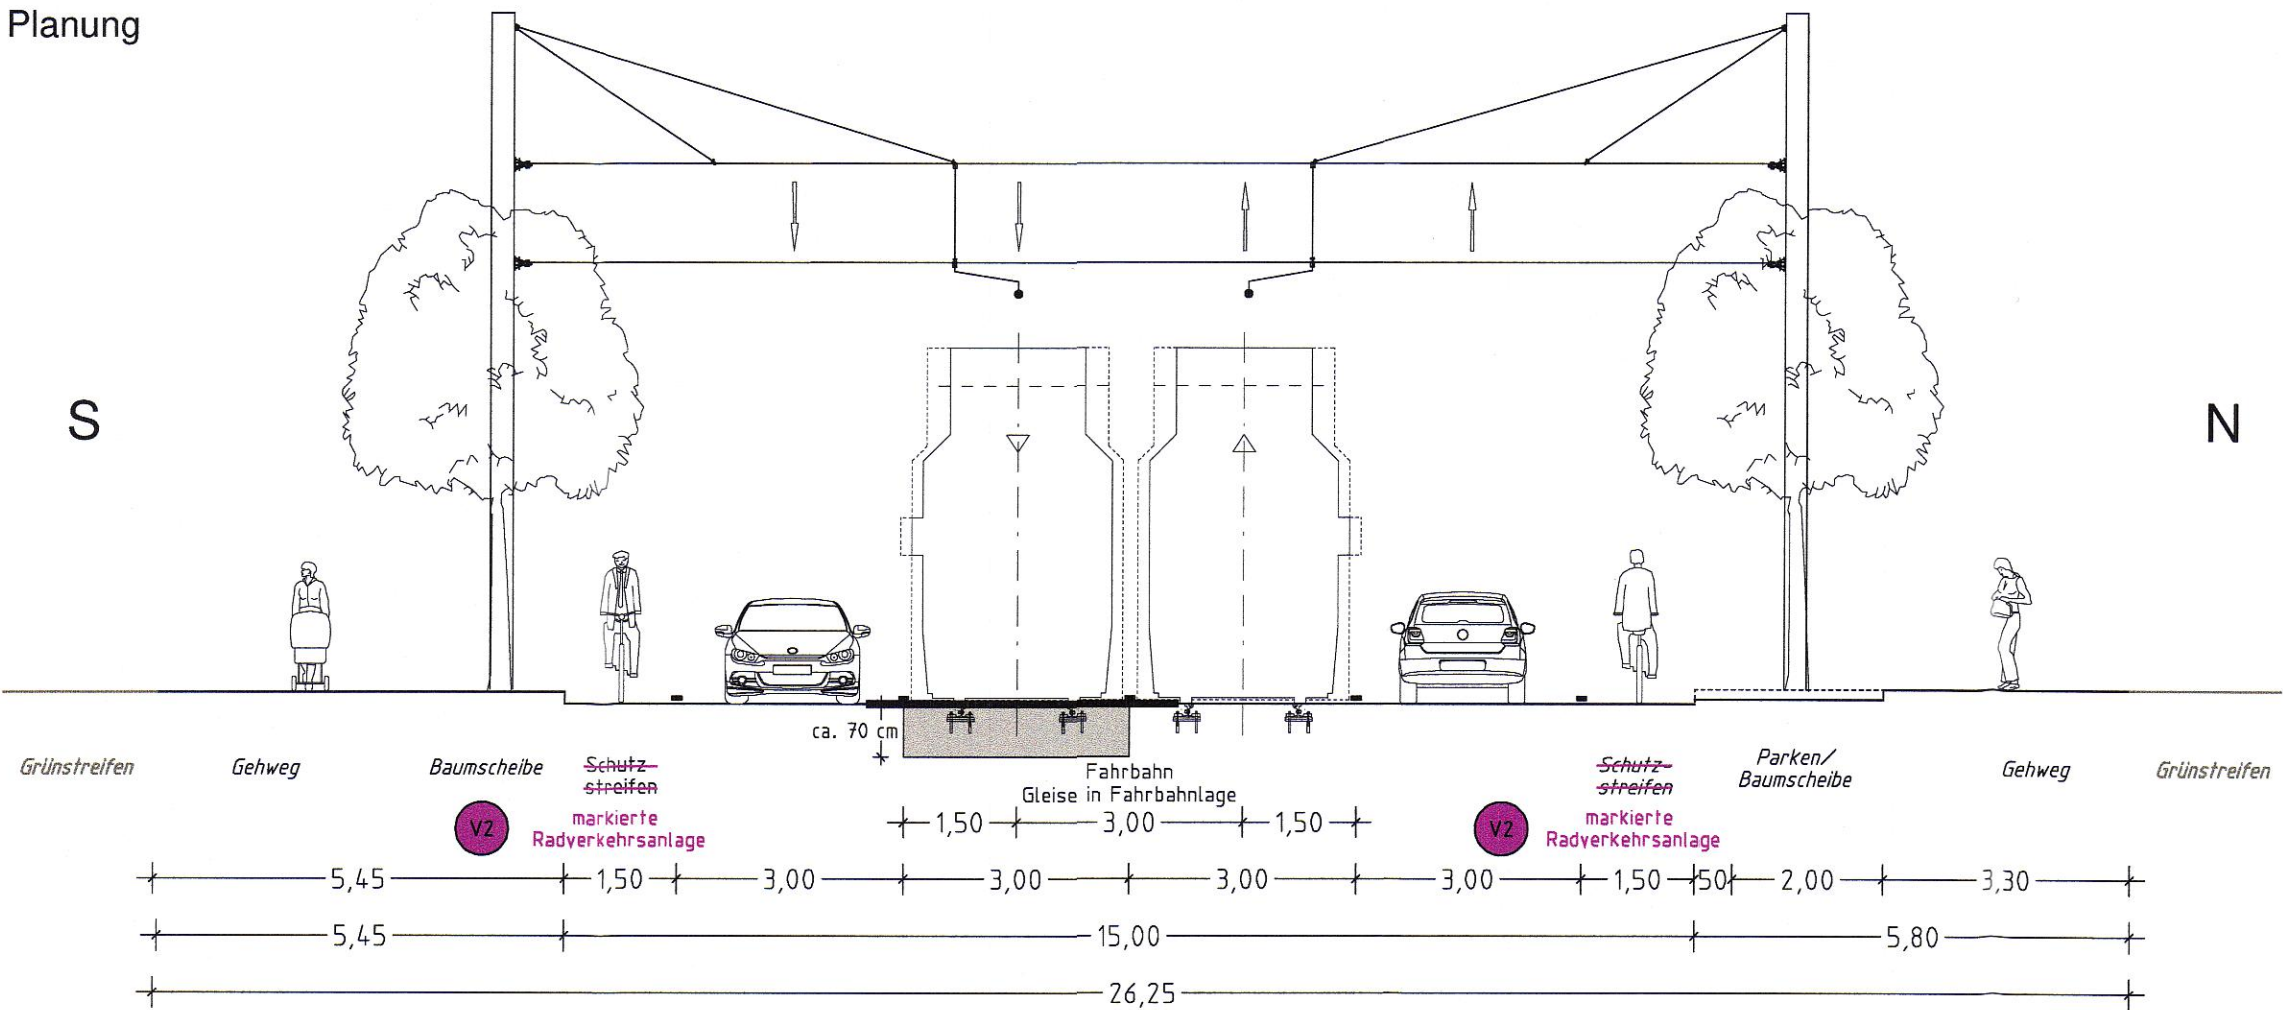 Planung
S
N
ca. 70 cm
Grünstreifen
Gehweg
Baumscheibe
Schutz-
streifen
Fahrbahn
Gleise in Fahrbahnlage
Schutz-
streifen
Parken/
Baumscheibe
Gehweg
Grünstreifen
V2
markierte
Radverkehrsanlage
1,50 3,00 1,50
V2
markierte
Radverkehrsanlage
5,45 1,50 3,00 3,00 3,00 3,00 1,50 50 2,00 3,30
5,45 15,00 5,80
26,25